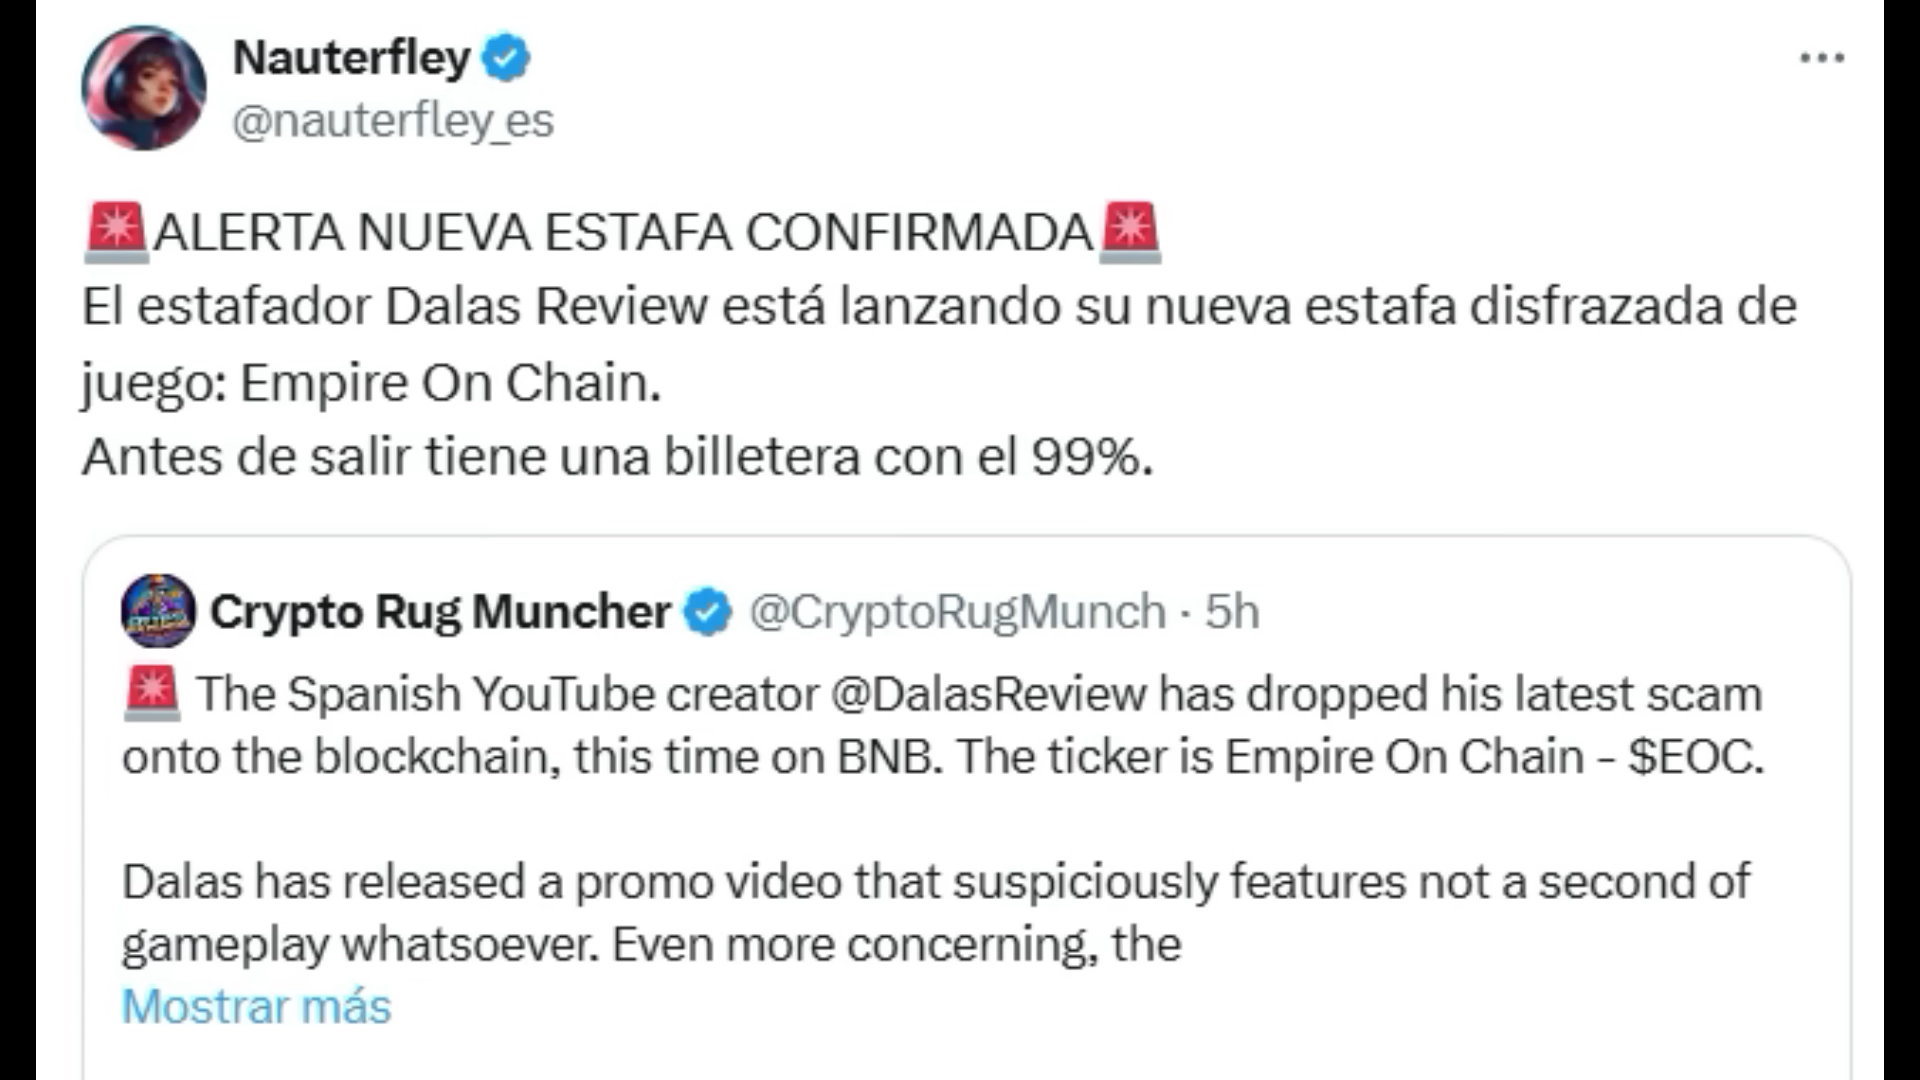 Nauterfley
@nauterfley_es
🚨ALERTA NUEVA ESTAFA CONFIRMADA🚨
El estafador Dalas Review está lanzando su nueva estafa disfrazada de
juego: Empire On Chain.
Antes de salir tiene una billetera con el 99%.
Crypto Rug Muncher @CryptoRugMunch · 5h
🚨 The Spanish YouTube creator @DalasReview has dropped his latest scam
onto the blockchain, this time on BNB. The ticker is Empire On Chain - $EOC.
Dalas has released a promo video that suspiciously features not a second of
gameplay whatsoever. Even more concerning, the
Mostrar más